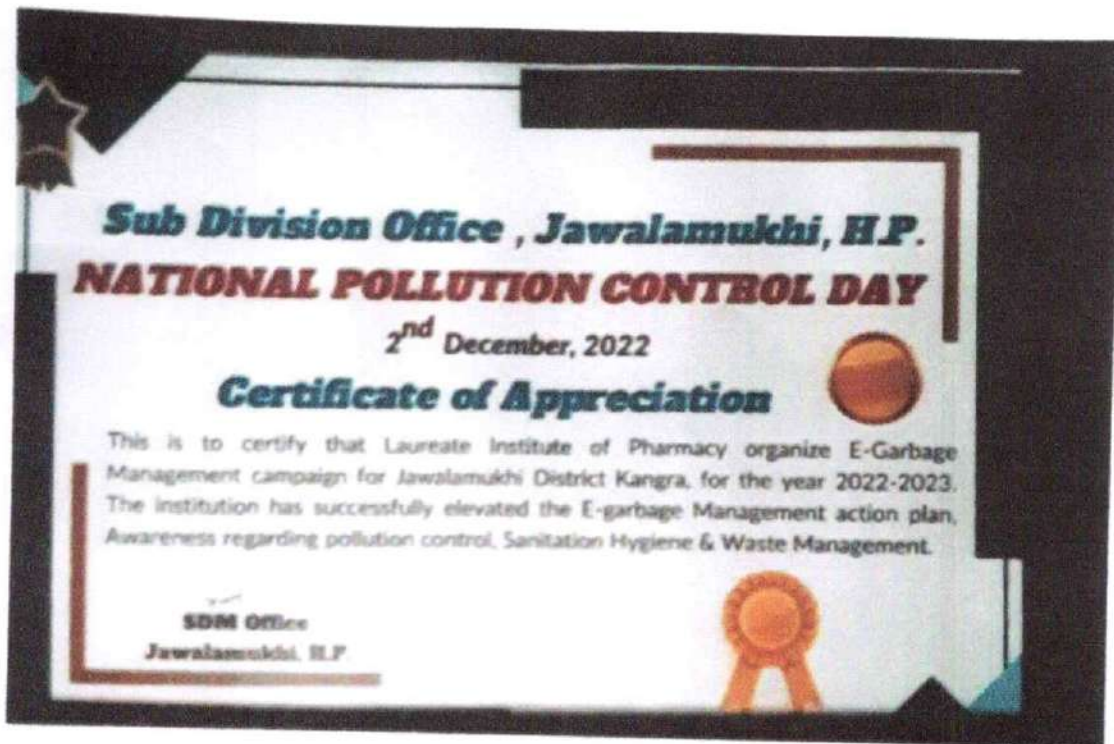 Sub Division Office , Jawalamukhi, H.P.
NATIONAL POLLUTION CONTROL DAY
2nd December, 2022
Certificate of Appreciation
This is to certify that Laureate Institute of Pharmacy organize E-Garbage
Management campaign for Jawalamukhi District Kangra, for the year 2022-2023.
The institution has successfully elevated the E-garbage Management action plan,
Awareness regarding pollution control, Sanitation Hygiene & Waste Management.
SDM Office
Jawalamukhi, H.P